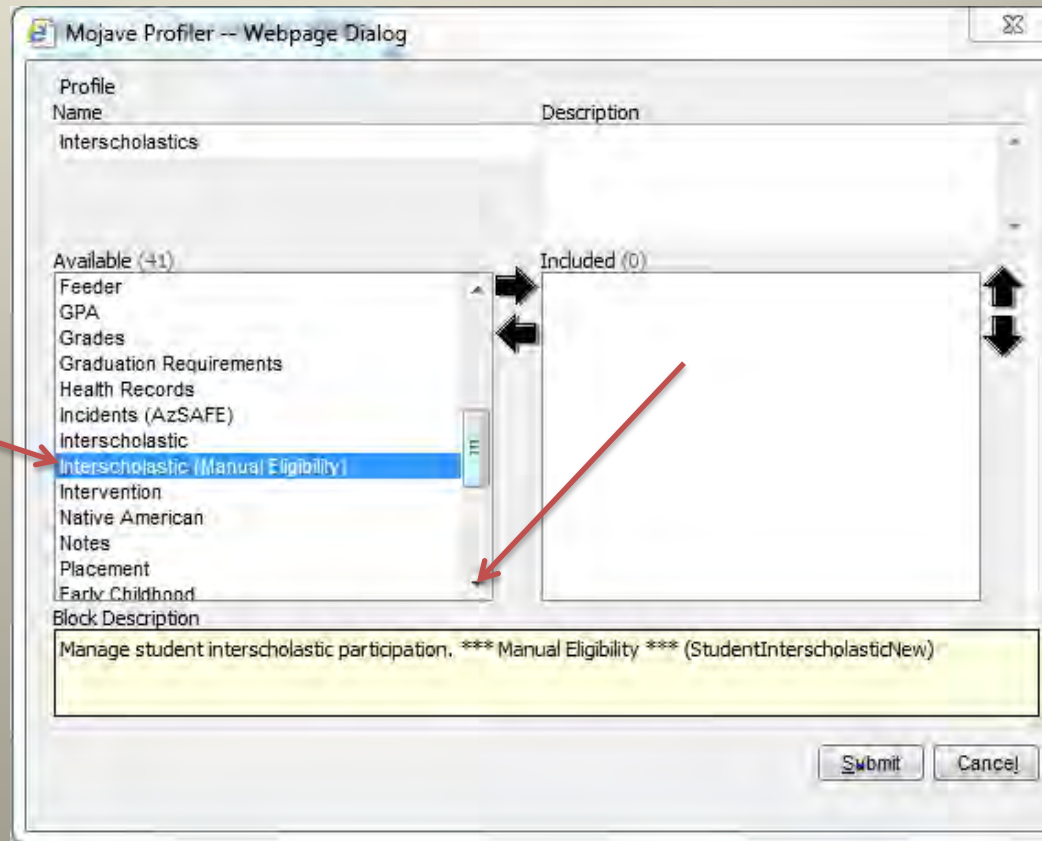 Mojave Profiler -- Webpage Dialog
Profile
Name
Description
Interscholastics
Available (41)
Included (0)
Feeder
GPA
Grades
Graduation Requirements
Health Records
Incidents (AzSAFE)
Interscholastic
Interscholastic (Manual Eligibility)
Intervention
Native American
Notes
Placement
Early Childhood
Block Description
Manage student interscholastic participation. *** Manual Eligibility *** (StudentInterscholasticNew)
Submit
Cancel